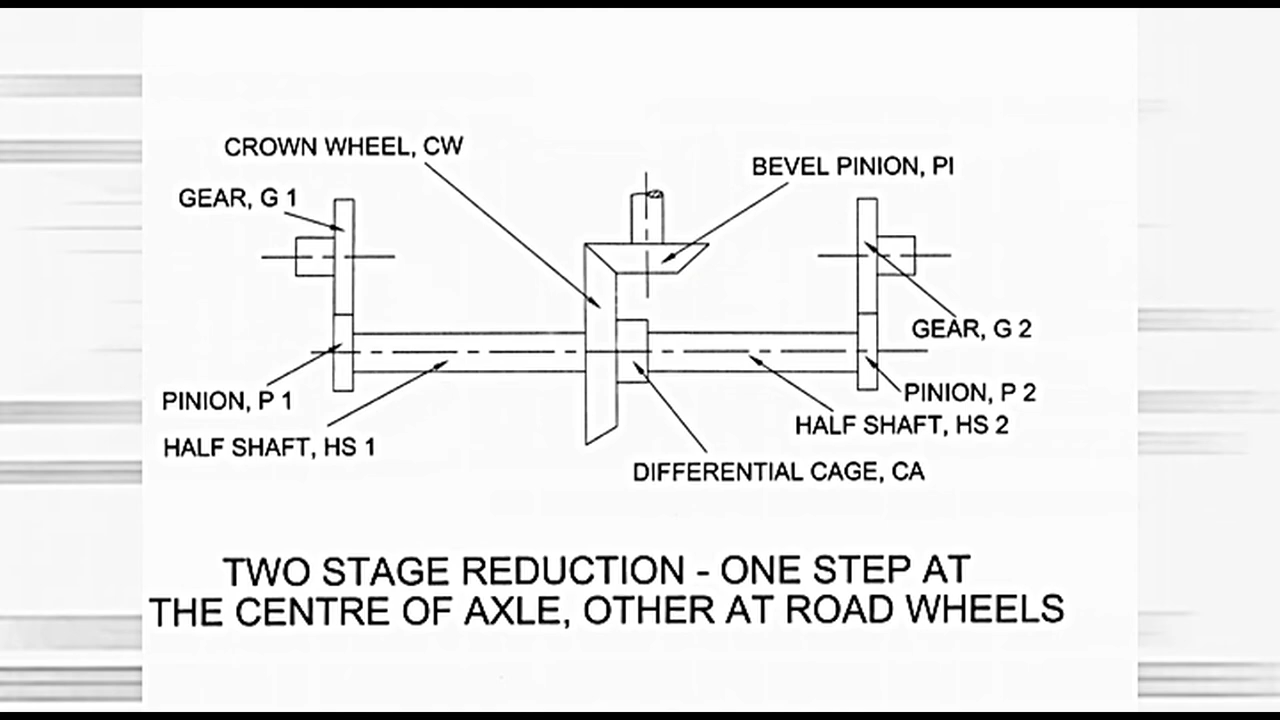 CROWN WHEEL, CW
BEVEL PINION, PI
GEAR, G 1
GEAR, G 2
PINION, P 1
PINION, P 2
HALF SHAFT, HS 2
HALF SHAFT, HS 1
DIFFERENTIAL CAGE, CA
TWO STAGE REDUCTION - ONE STEP AT
THE CENTRE OF AXLE, OTHER AT ROAD WHEELS